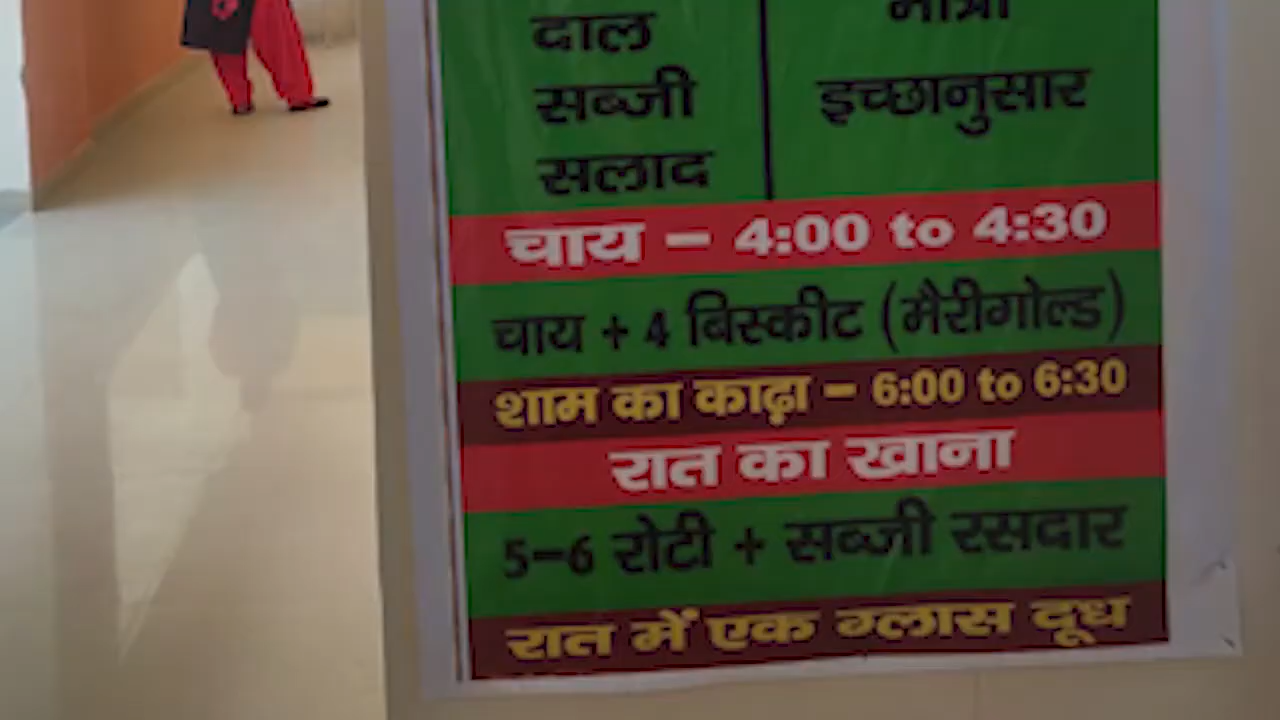 दाल
मात्रा
सब्जी
इच्छानुसार
सलाद
चाय – 4:00 to 4:30
चाय + 4 बिस्कीट (मैरीगोल्ड)
शाम का काढ़ा – 6:00 to 6:30
रात का खाना
5–6 रोटी + सब्जी रसदार
रात में एक ग्लास दूध